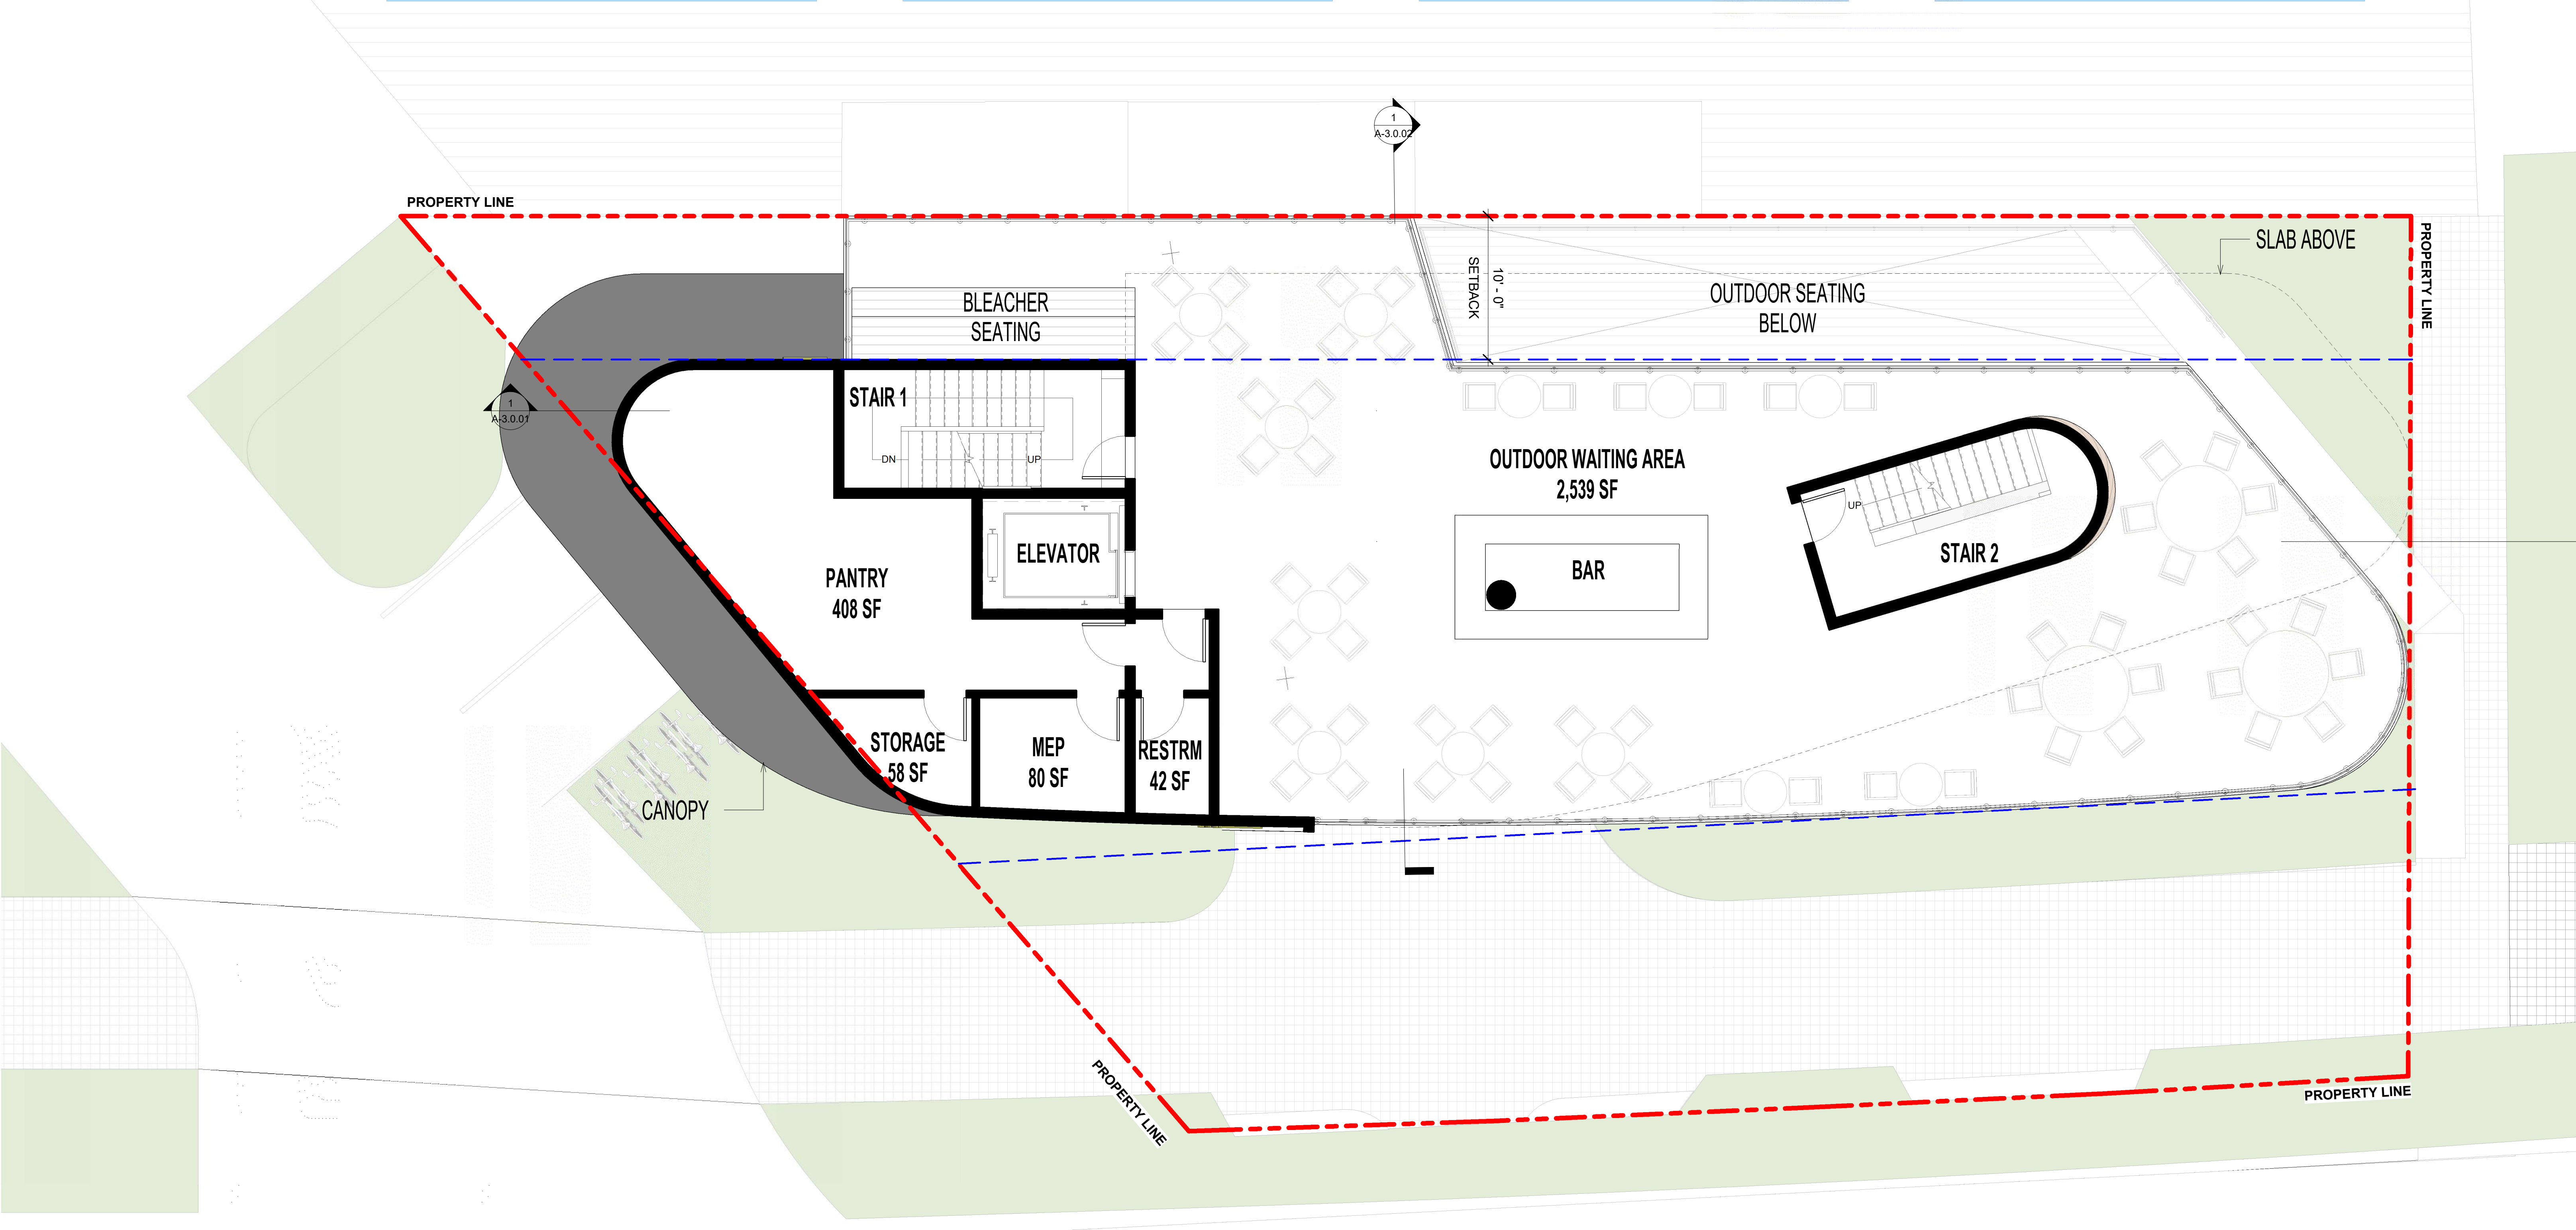 1
A-3.0.02
PROPERTY LINE
PROPERTY LINE
SLAB ABOVE
10' - 0"
SETBACK
OUTDOOR SEATING
BELOW
BLEACHER
SEATING
1
A-3.0.01
STAIR 1
DN
UP
OUTDOOR WAITING AREA
2,539 SF
UP
STAIR 2
ELEVATOR
BAR
PANTRY
408 SF
STORAGE
58 SF
MEP
80 SF
RESTRM
42 SF
CANOPY
PROPERTY LINE
PROPERTY LINE